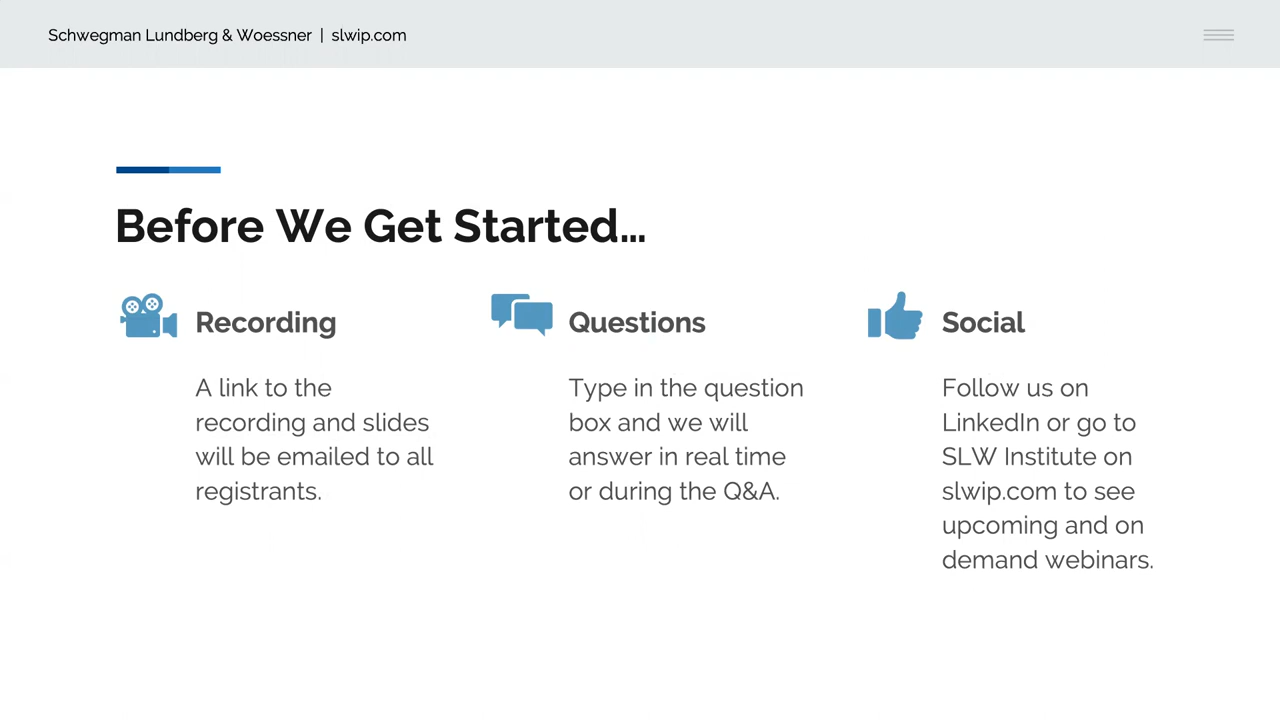 Schwegman Lundberg & Woessner | slwip.com
Before We Get Started…
Recording
A link to the
recording and slides
will be emailed to all
registrants.
Questions
Type in the question
box and we will
answer in real time
or during the Q&A.
Social
Follow us on
LinkedIn or go to
SLW Institute on
slwip.com to see
upcoming and on
demand webinars.